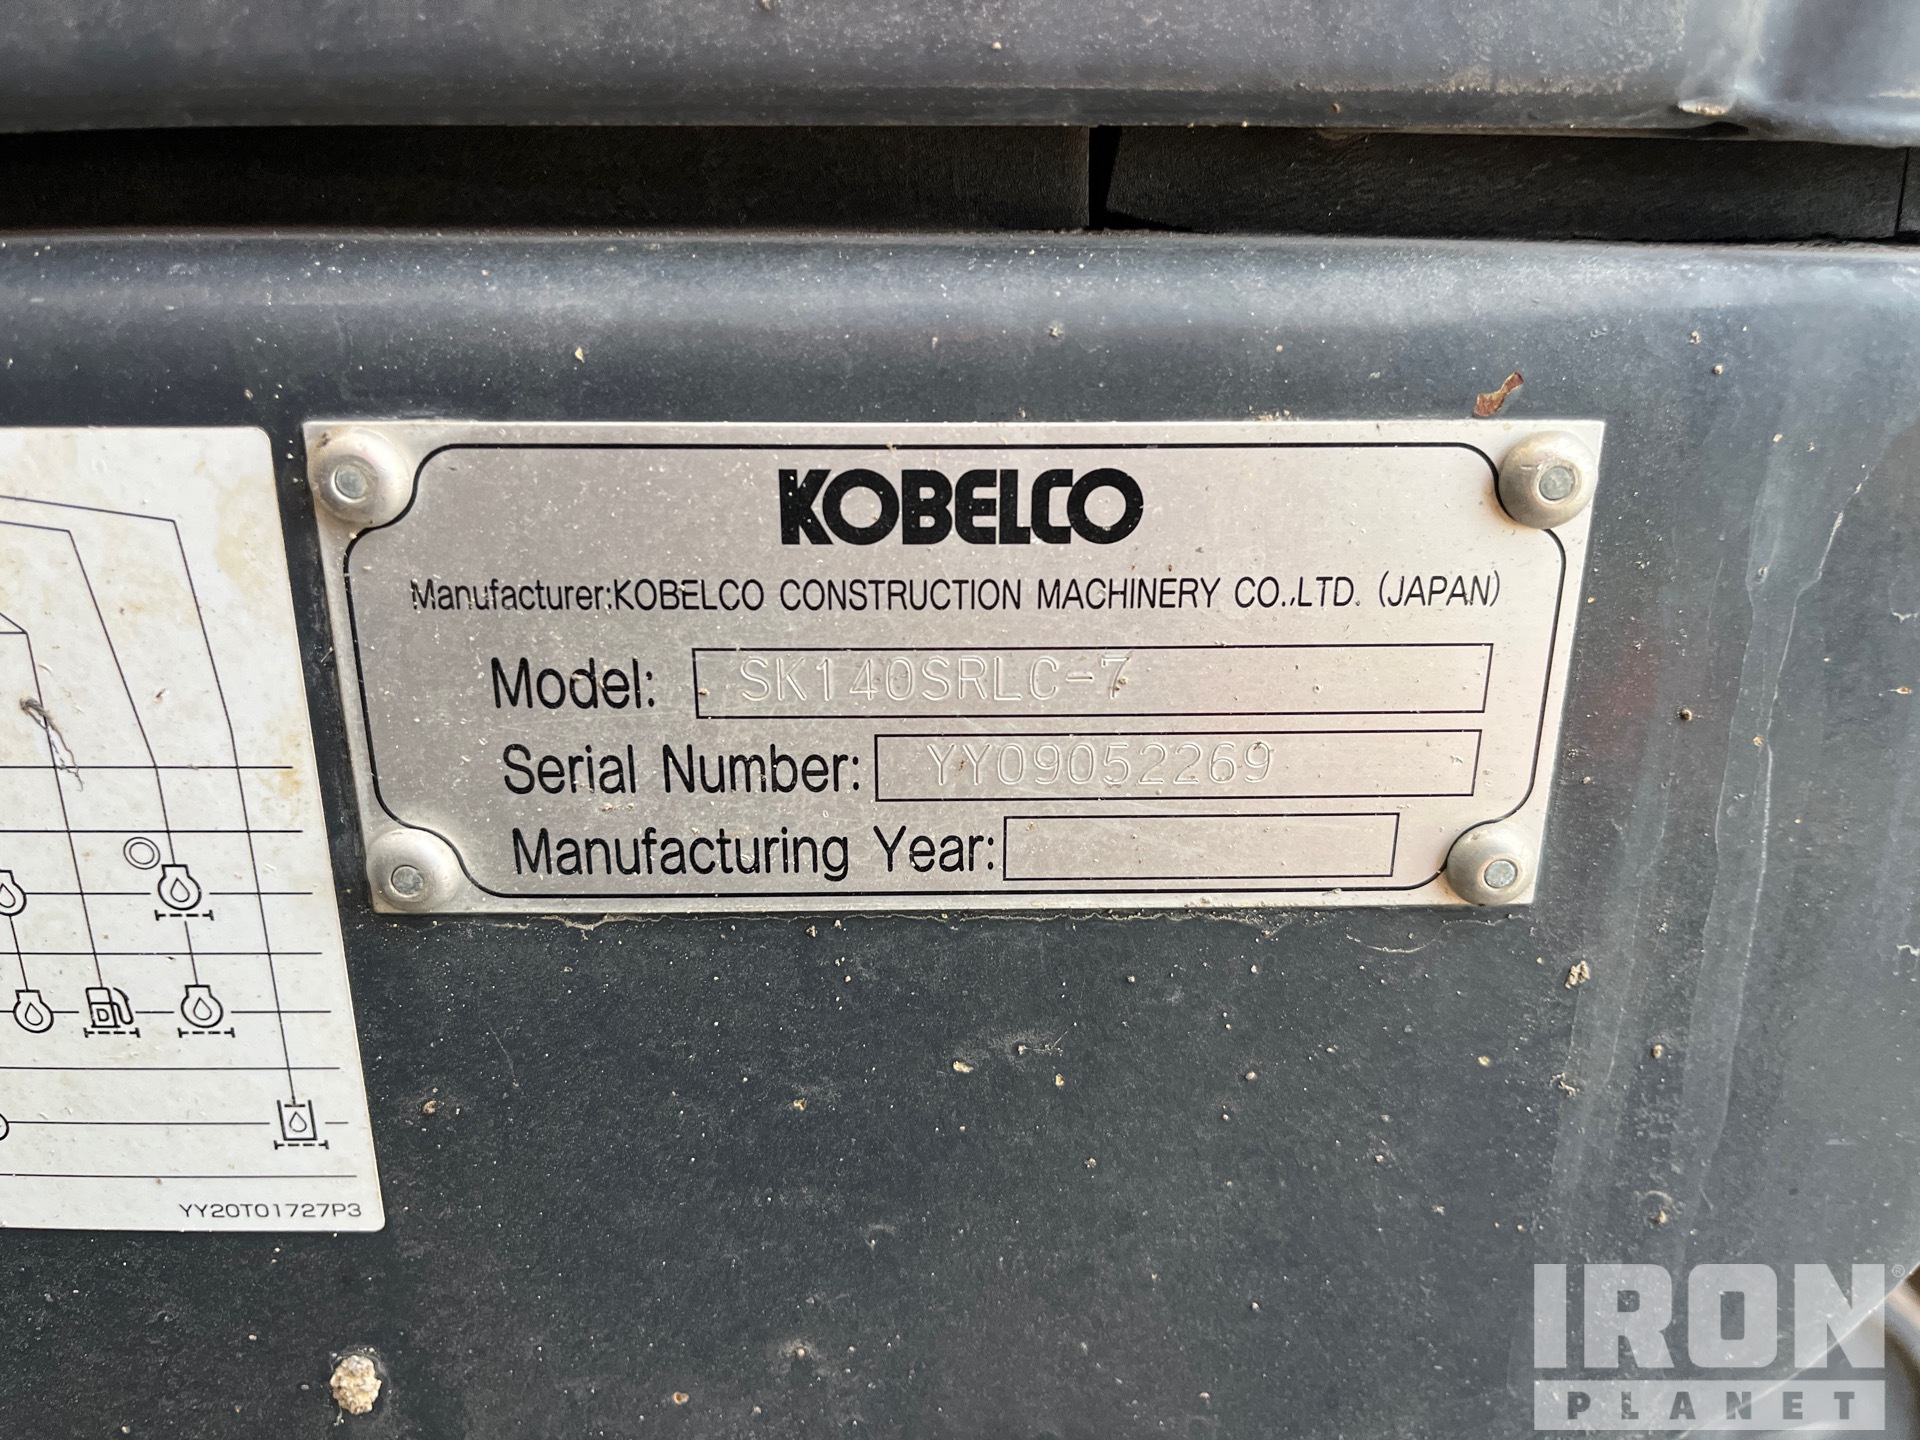 KOBELCO
Manufacturer:KOBELCO CONSTRUCTION MACHINERY CO.,LTD. (JAPAN)
Model: SK140SRLC-7
Serial Number: YY09052269
Manufacturing Year:
YY20T01727P3
IRON
PLANET